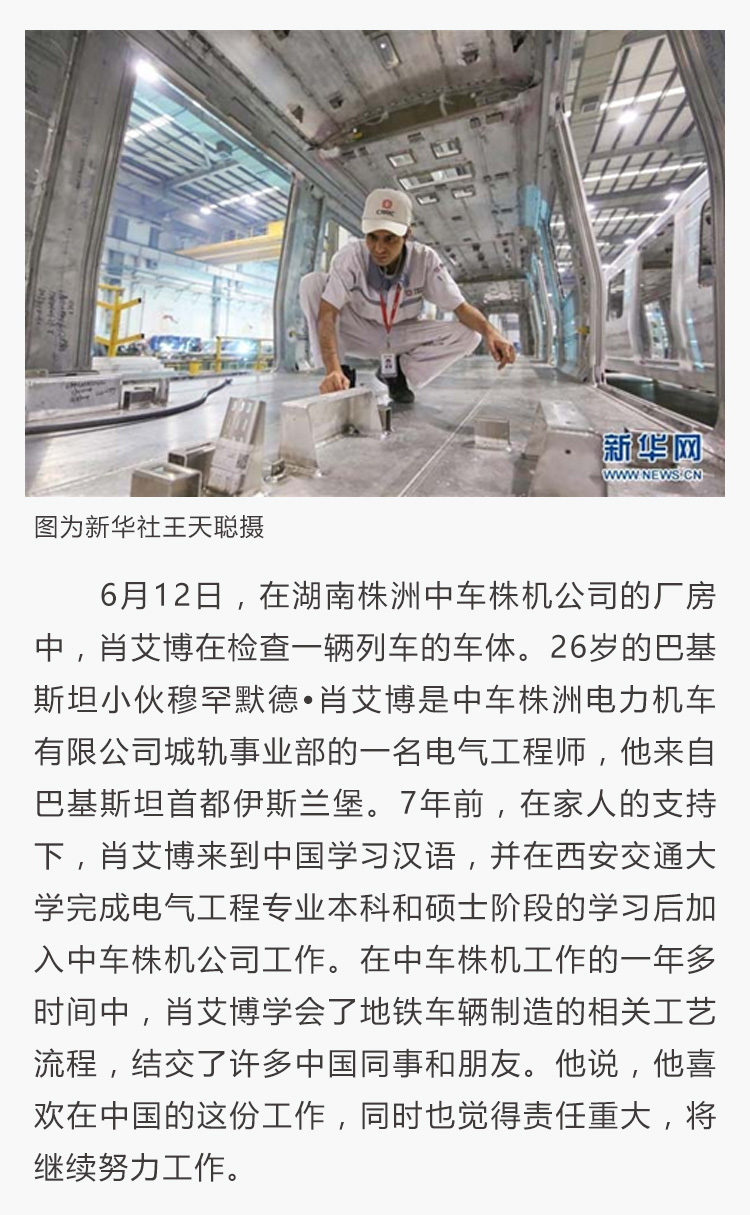 CRRC
新华网
WWW.NEWS.CN
图为新华社王天聪摄
6月12日，在湖南株洲中车株机公司的厂房
中，肖艾博在检查一辆列车的车体。26岁的巴基
斯坦小伙穆罕默德•肖艾博是中车株洲电力机车
有限公司城轨事业部的一名电气工程师，他来自
巴基斯坦首都伊斯兰堡。7年前，在家人的支持
下，肖艾博来到中国学习汉语，并在西安交通大
学完成电气工程专业本科和硕士阶段的学习后加
入中车株机公司工作。在中车株机工作的一年多
时间中，肖艾博学会了地铁车辆制造的相关工艺
流程，结交了许多中国同事和朋友。他说，他喜
欢在中国的这份工作，同时也觉得责任重大，将
继续努力工作。